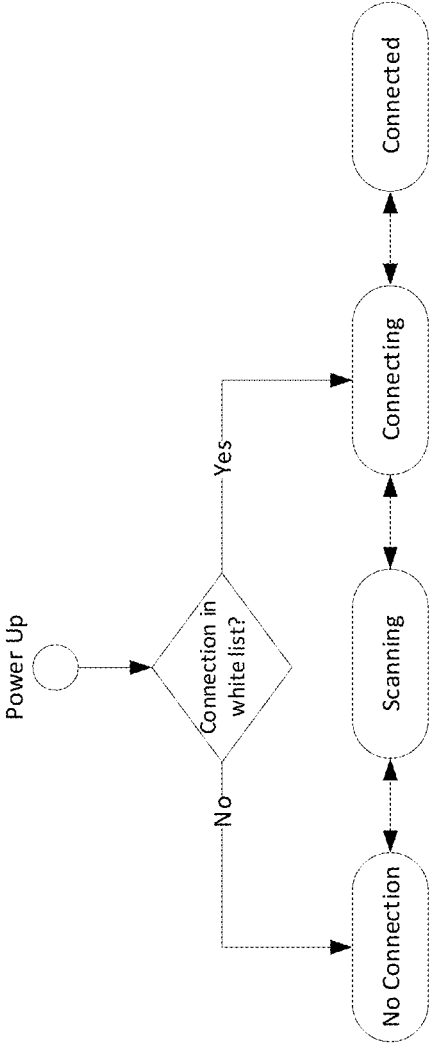 Power Up
Connection in
white list?
No
Yes
No Connection
Scanning
Connecting
Connected